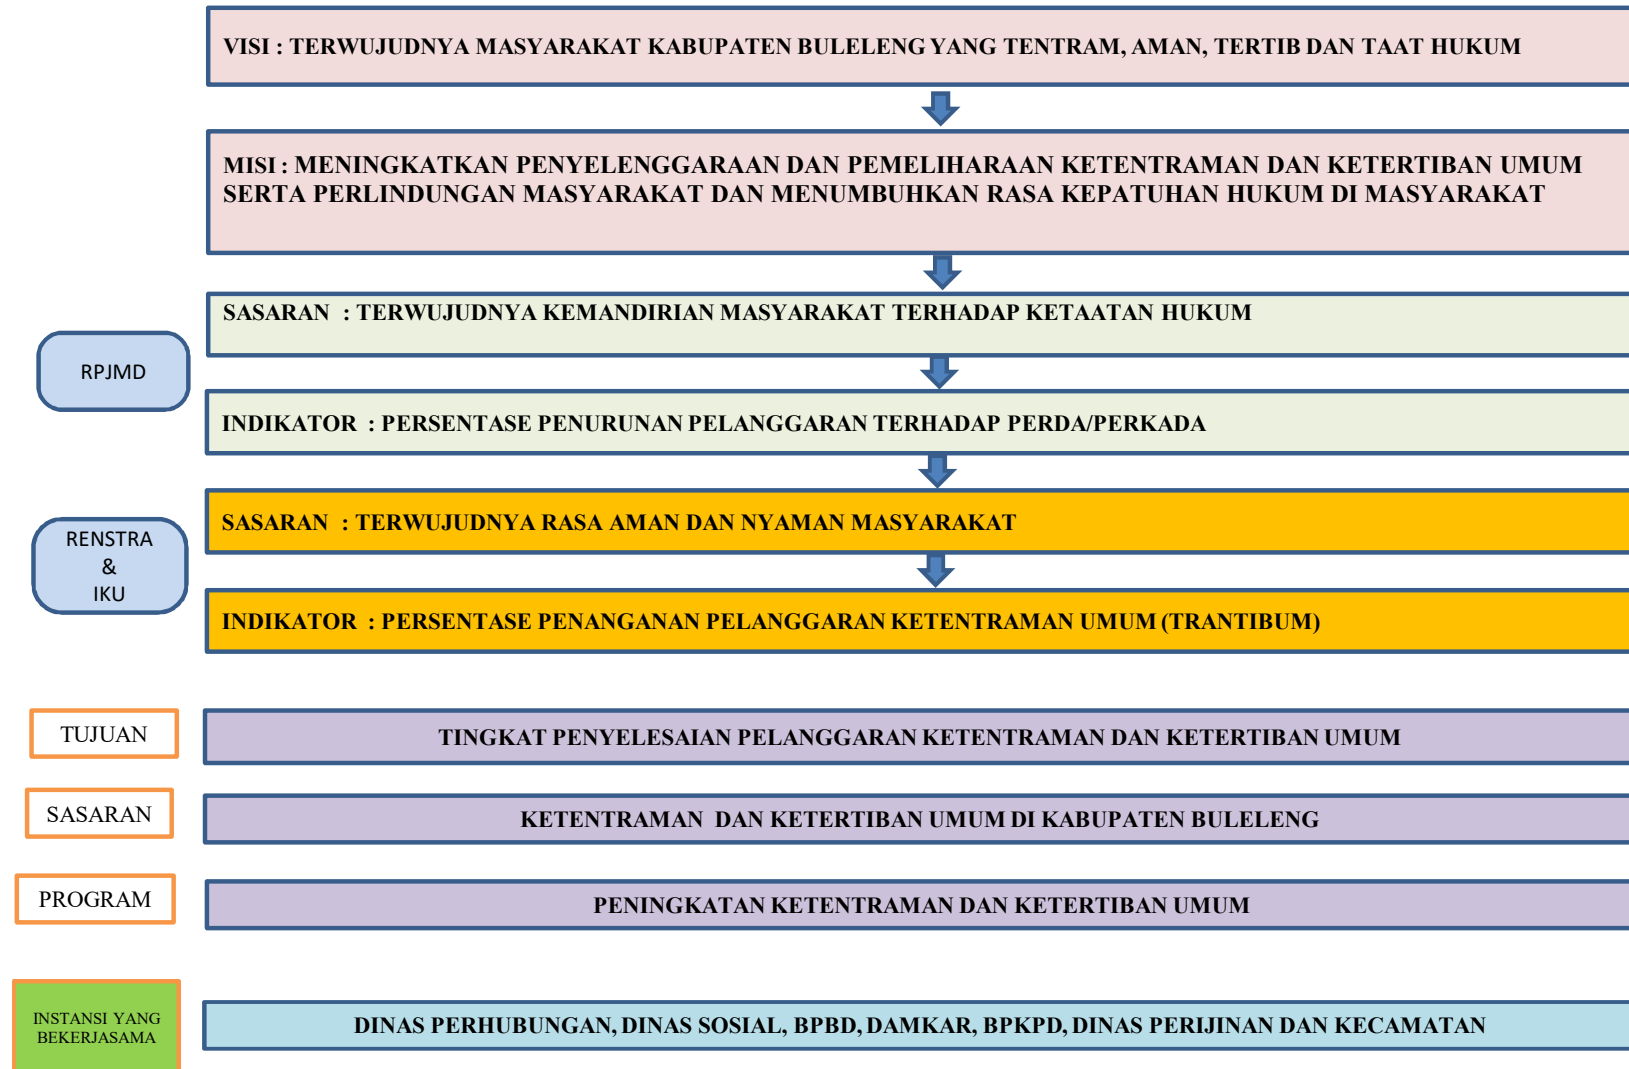 VISI : TERWUJUDNYA MASYARAKAT KABUPATEN BULELENG YANG TENTRAM, AMAN, TERTIB DAN TAAT HUKUM
MISI : MENINGKATKAN PENYELENGGARAAN DAN PEMELIHARAAN KETENTRAMAN DAN KETERTIBAN UMUM
SERTA PERLINDUNGAN MASYARAKAT DAN MENUMBUHKAN RASA KEPATUHAN HUKUM DI MASYARAKAT
RPJMD
SASARAN : TERWUJUDNYA KEMANDIRIAN MASYARAKAT TERHADAP KETAATAN HUKUM
INDIKATOR : PERSENTASE PENURUNAN PELANGGARAN TERHADAP PERDA/PERKADA
RENSTRA
&
IKU
SASARAN : TERWUJUDNYA RASA AMAN DAN NYAMAN MASYARAKAT
INDIKATOR : PERSENTASE PENANGANAN PELANGGARAN KETENTRAMAN UMUM (TRANTIBUM)
TUJUAN
TINGKAT PENYELESAIAN PELANGGARAN KETENTRAMAN DAN KETERTIBAN UMUM
SASARAN
KETENTRAMAN DAN KETERTIBAN UMUM DI KABUPATEN BULELENG
PROGRAM
PENINGKATAN KETENTRAMAN DAN KETERTIBAN UMUM
INSTANSI YANG
BEKERJASAMA
DINAS PERHUBUNGAN, DINAS SOSIAL, BPBD, DAMKAR, BPKPD, DINAS PERIJINAN DAN KECAMATAN